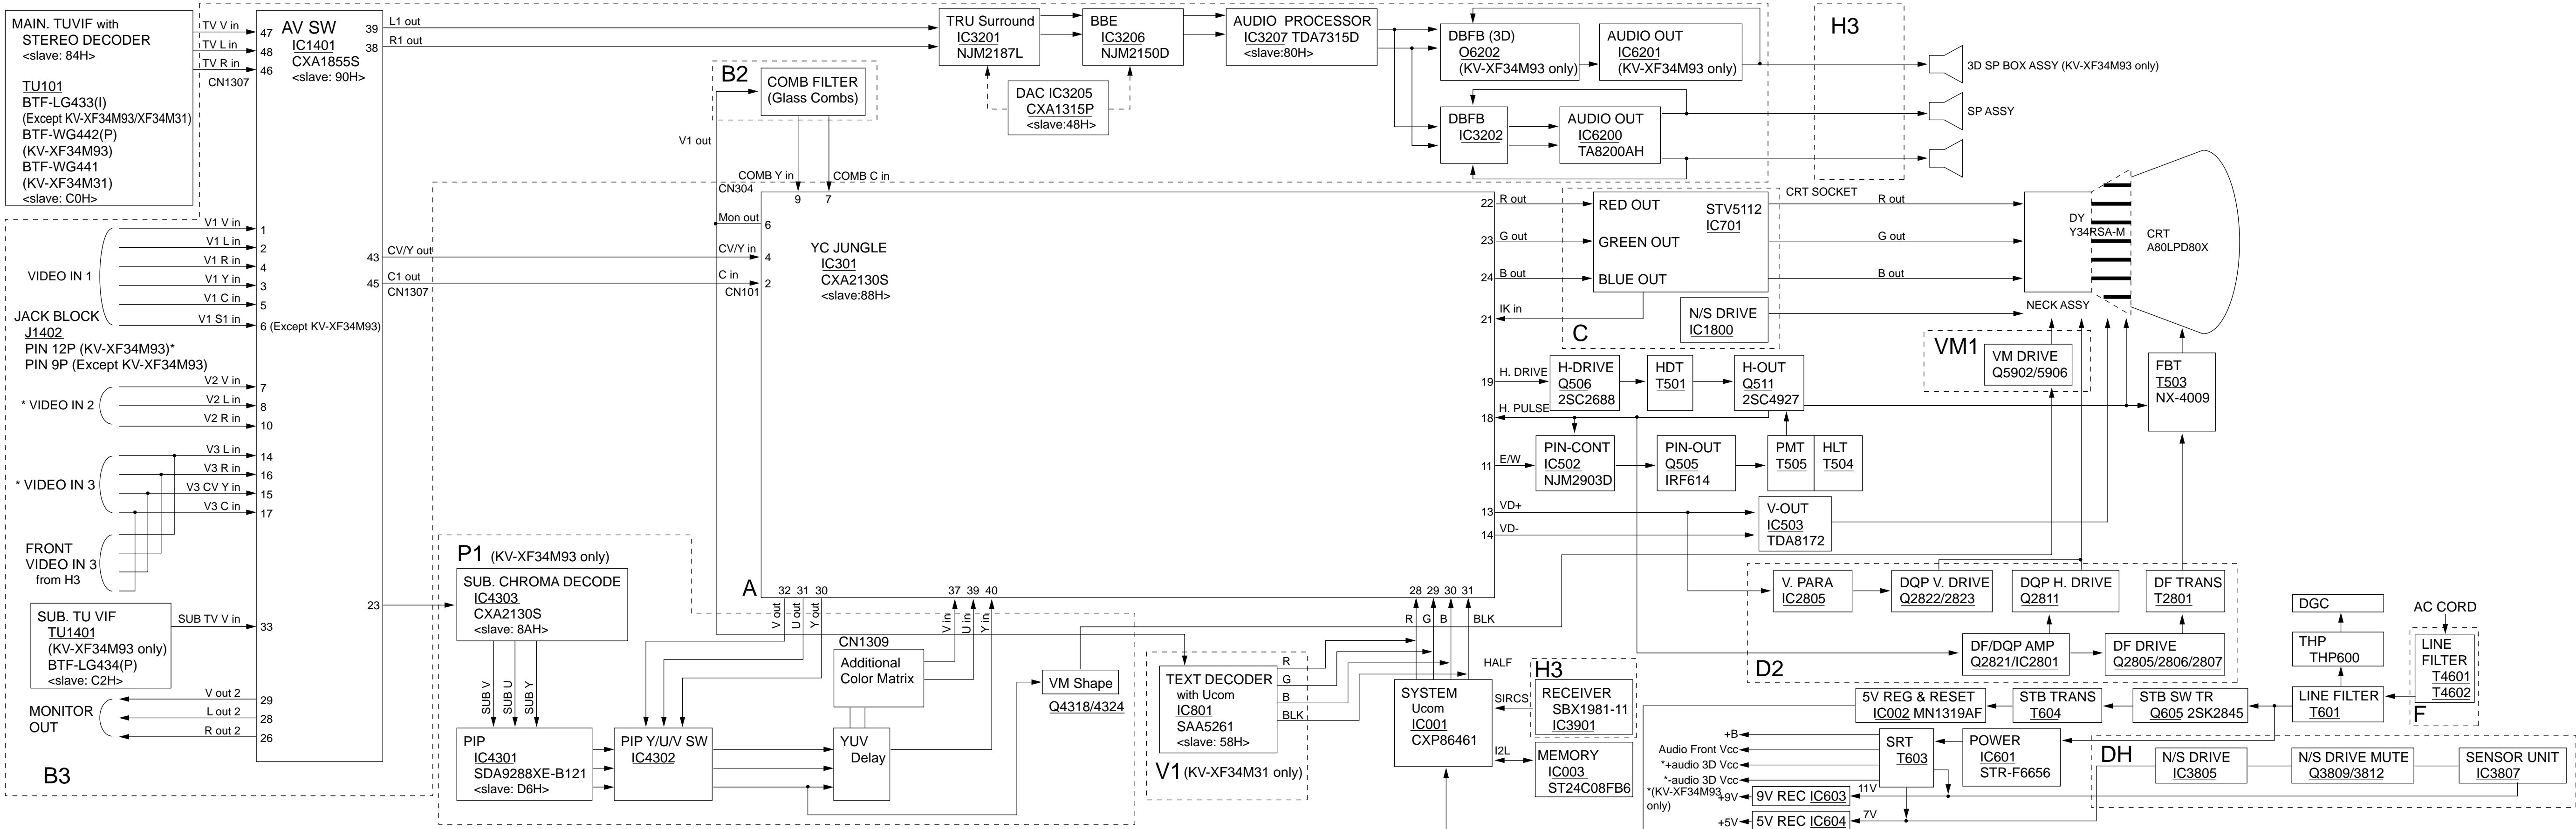 MAIN. TUVIF with
STEREO DECODER
<slave: 84H>
TU101
BTF-LG433(I)
(Except KV-XF34M93/XF34M31)
BTF-WG442(P)
(KV-XF34M93)
BTF-WG441
(KV-XF34M31)
<slave: C0H>
TV V in
TV L in
TV R in
47
48
46
CN1307
AV SW
IC1401
CXA1855S
<slave: 90H>
39
38
L1 out
R1 out
TRU Surround
IC3201
NJM2187L
BBE
IC3206
NJM2150D
AUDIO PROCESSOR
IC3207 TDA7315D
<slave:80H>
DAC IC3205
CXA1315P
<slave:48H>
DBFB (3D)
O6202
(KV-XF34M93 only)
AUDIO OUT
IC6201
(KV-XF34M93 only)
DBFB
IC3202
AUDIO OUT
IC6200
TA8200AH
H3
3D SP BOX ASSY (KV-XF34M93 only)
SP ASSY
B2
COMB FILTER
(Glass Combs)
V1 out
COMB Y in
COMB C in
CN304
9
7
Mon out
6
CV/Y in
4
C in
2
CN101
YC JUNGLE
IC301
CXA2130S
<slave:88H>
43
CV/Y out
45
C1 out
CN1307
VIDEO IN 1
V1 V in
1
V1 L in
2
V1 R in
4
V1 Y in
3
V1 C in
5
V1 S1 in
6 (Except KV-XF34M93)
JACK BLOCK
J1402
PIN 12P (KV-XF34M93)*
PIN 9P (Except KV-XF34M93)
* VIDEO IN 2
V2 V in
7
V2 L in
8
V2 R in
10
* VIDEO IN 3
V3 L in
14
V3 R in
16
V3 CV Y in
15
V3 C in
17
FRONT
VIDEO IN 3
from H3
SUB. TU VIF
TU1401
(KV-XF34M93 only)
BTF-LG434(P)
<slave: C2H>
SUB TV V in
33
23
MONITOR
OUT
V out 2
29
L out 2
28
R out 2
26
B3
22
R out
23
G out
24
B out
21
IK in
RED OUT
GREEN OUT
BLUE OUT
STV5112
IC701
N/S DRIVE
IC1800
C
CRT SOCKET
R out
G out
B out
DY
Y34RSA-M
CRT
A80LPD80X
NECK ASSY
VM1
VM DRIVE
Q5902/5906
FBT
T503
NX-4009
19
H. DRIVE
18
H. PULSE
H-DRIVE
Q506
2SC2688
HDT
T501
H-OUT
Q511
2SC4927
11
E/W
PIN-CONT
IC502
NJM2903D
PIN-OUT
Q505
IRF614
PMT
T505
HLT
T504
13
VD+
14
VD-
V-OUT
IC503
TDA8172
P1 (KV-XF34M93 only)
SUB. CHROMA DECODE
IC4303
CXA2130S
<slave: 8AH>
SUB V
SUB U
SUB Y
PIP
IC4301
SDA9288XE-B121
<slave: D6H>
PIP Y/U/V SW
IC4302
A
32
31
30
V out
U out
Y out
37
39
40
V in
U in
Y in
CN1309
Additional
Color Matrix
YUV
Delay
VM Shape
Q4318/4324
28
29
30
31
R
G
B
BLK
TEXT DECODER
with Ucom
IC801
SAA5261
<slave: 58H>
R
G
B
BLK
V1 (KV-XF34M31 only)
HALF
SYSTEM
Ucom
IC001
CXP86461
SIRCS
I2L
H3
RECEIVER
SBX1981-11
IC3901
MEMORY
IC003
ST24C08FB6
V. PARA
IC2805
DQP V. DRIVE
Q2822/2823
DQP H. DRIVE
Q2811
DF TRANS
T2801
DF/DQP AMP
Q2821/IC2801
DF DRIVE
Q2805/2806/2807
D2
DGC
THP
THP600
LINE FILTER
T601
AC CORD
LINE
FILTER
T4601
T4602
F
5V REG & RESET
IC002 MN1319AF
STB TRANS
T604
STB SW TR
Q605 2SK2845
+B
Audio Front Vcc
*+audio 3D Vcc
*-audio 3D Vcc
*(KV-XF34M93
only)
+9V
+5V
SRT
T603
POWER
IC601
STR-F6656
9V REC IC603
11V
5V REC IC604
7V
DH
N/S DRIVE
IC3805
N/S DRIVE MUTE
Q3809/3812
SENSOR UNIT
IC3807